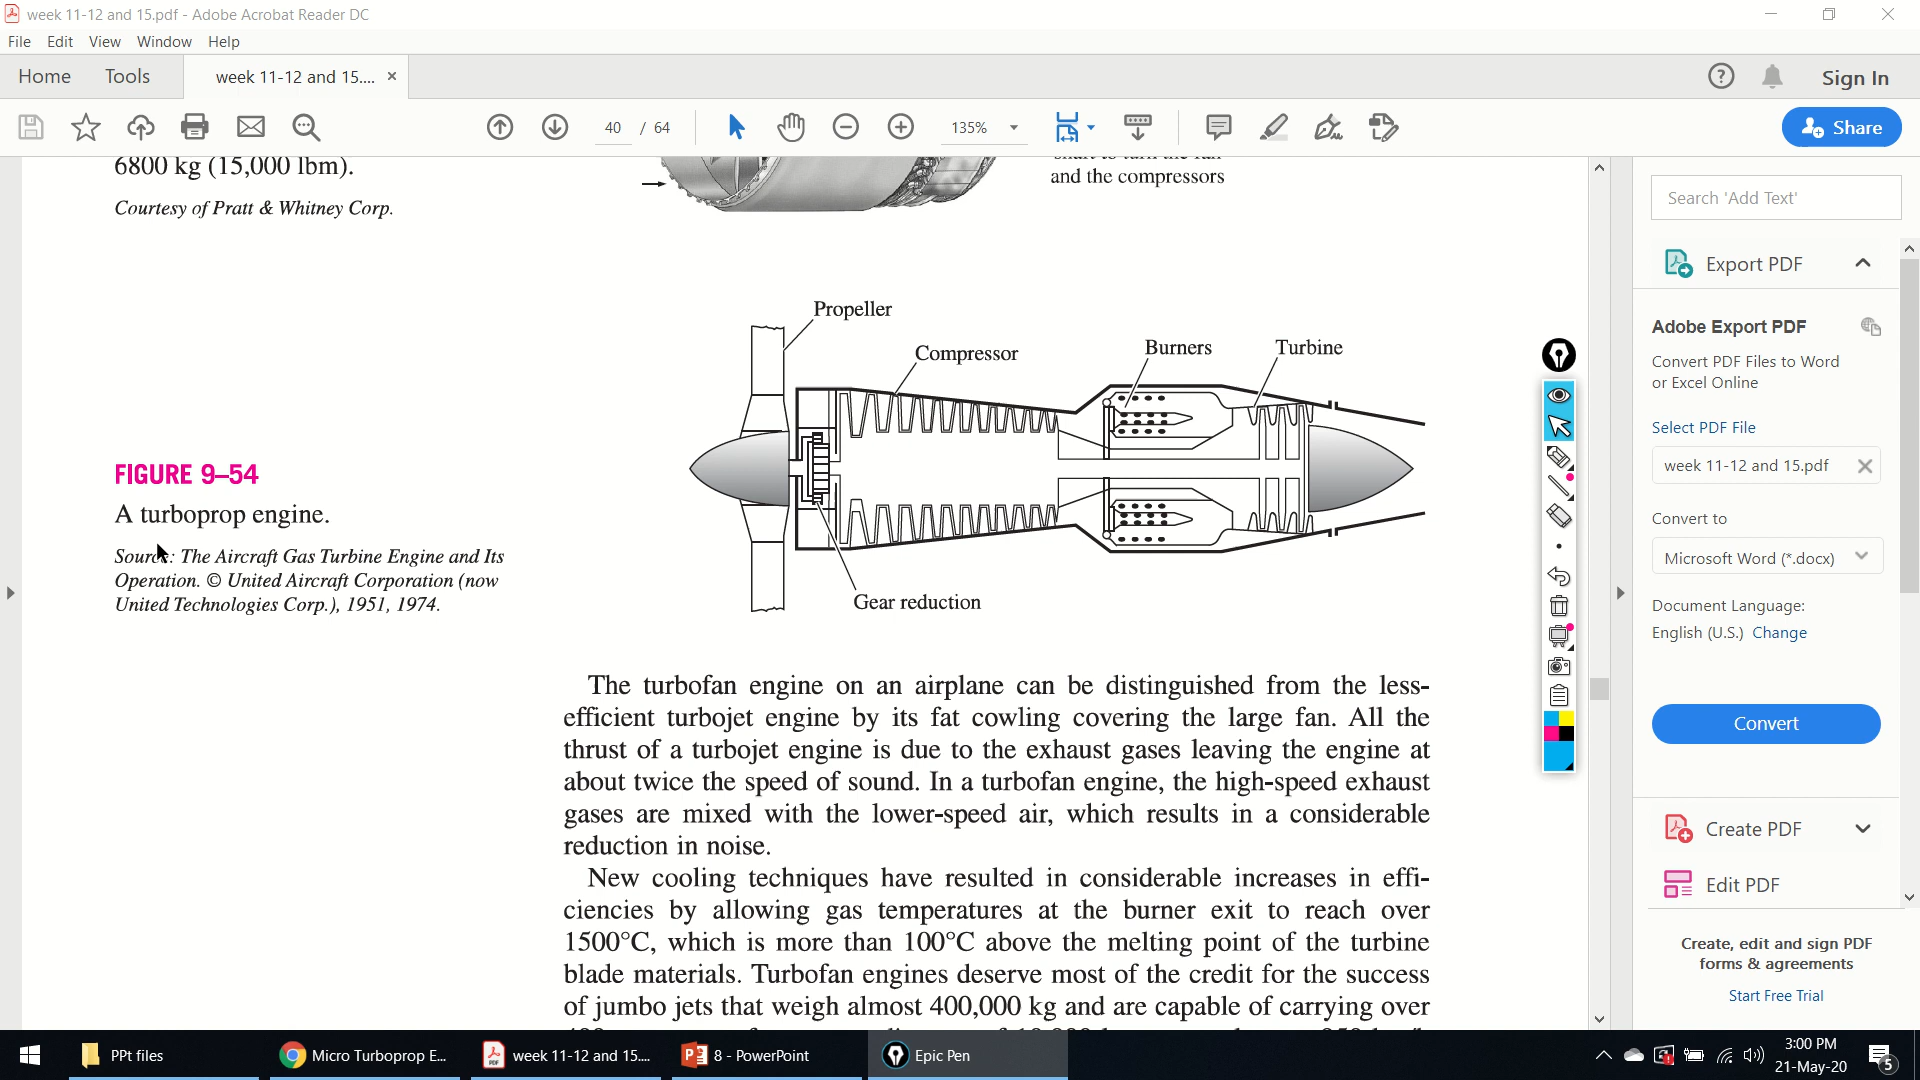 week 11-12 and 15.pdf - Adobe Acrobat Reader DC
File Edit View Window Help
Home Tools week 11-12 and 15.... × Sign In
40 / 64 135% Share
6800 kg (15,000 lbm).
Courtesy of Pratt & Whitney Corp.
and the compressors
Propeller
Compressor
Burners
Turbine
Gear reduction
FIGURE 9–54
A turboprop engine.
Source: The Aircraft Gas Turbine Engine and Its
Operation. © United Aircraft Corporation (now
United Technologies Corp.), 1951, 1974.
The turbofan engine on an airplane can be distinguished from the less-
efficient turbojet engine by its fat cowling covering the large fan. All the
thrust of a turbojet engine is due to the exhaust gases leaving the engine at
about twice the speed of sound. In a turbofan engine, the high-speed exhaust
gases are mixed with the lower-speed air, which results in a considerable
reduction in noise.
New cooling techniques have resulted in considerable increases in effi-
ciencies by allowing gas temperatures at the burner exit to reach over
1500°C, which is more than 100°C above the melting point of the turbine
blade materials. Turbofan engines deserve most of the credit for the success
of jumbo jets that weigh almost 400,000 kg and are capable of carrying over
Search 'Add Text'
Export PDF
Adobe Export PDF
Convert PDF Files to Word
or Excel Online
Select PDF File
week 11-12 and 15.pdf
Convert to
Microsoft Word (*.docx)
Document Language:
English (U.S.) Change
Convert
Create PDF
Edit PDF
Create, edit and sign PDF
forms & agreements
Start Free Trial
PPt files
Micro Turboprop E...
week 11-12 and 15....
8 - PowerPoint
Epic Pen
3:00 PM
21-May-20
5